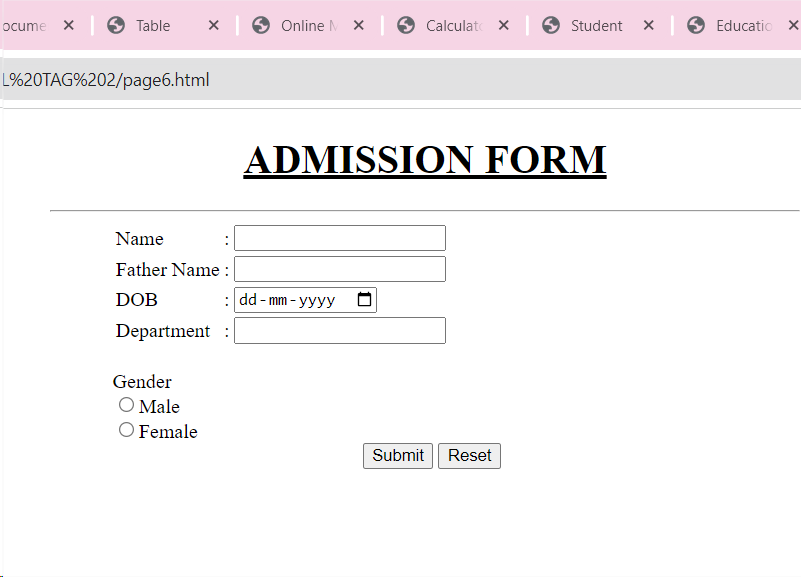 ocume Table Online M Calculato Student Educatio
L%20TAG%202/page6.html
ADMISSION FORM
Name :
Father Name :
DOB : dd-mm-yyyy
Department :
Gender
Male
Female
Submit Reset